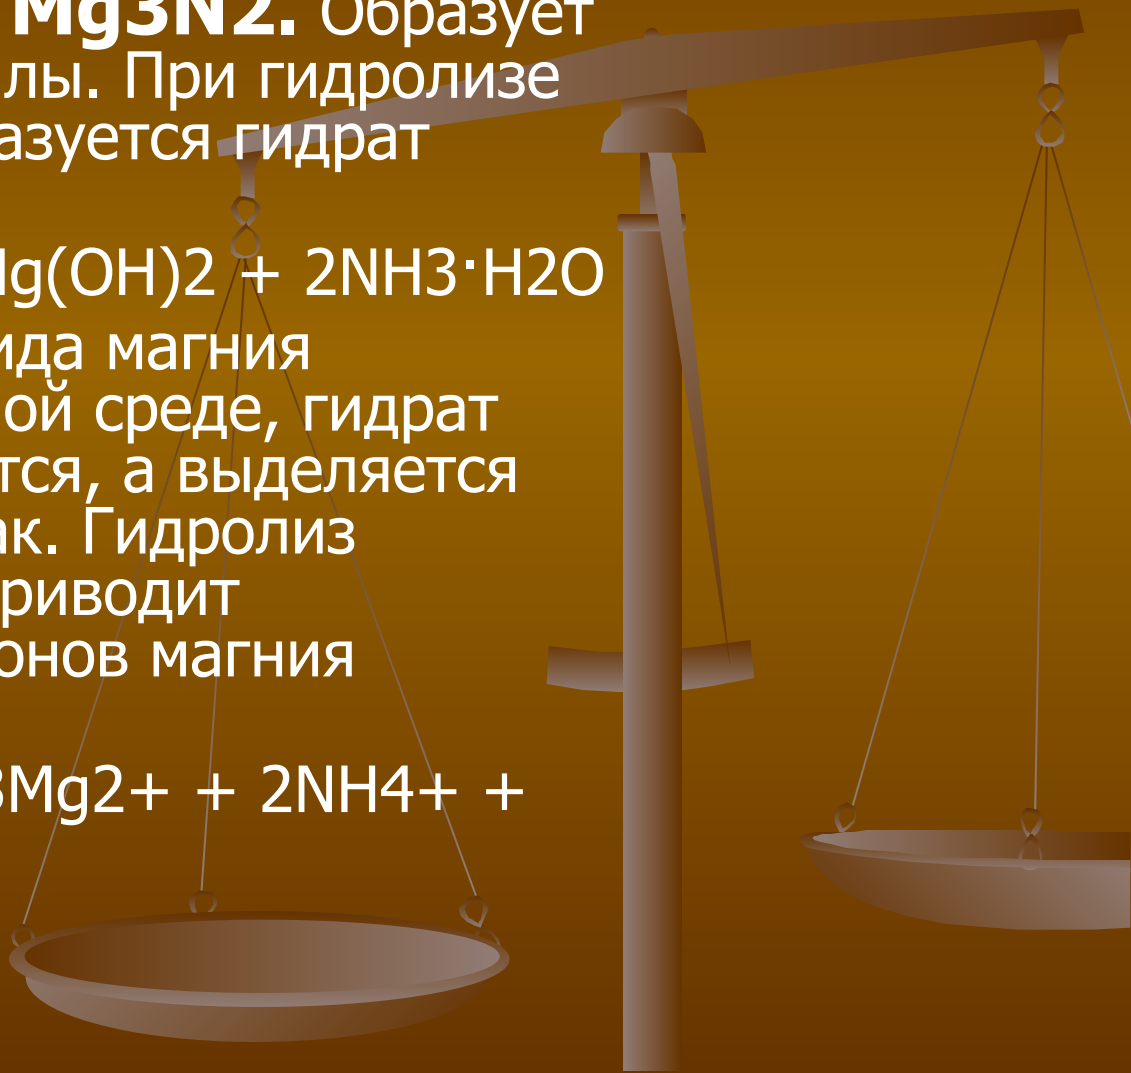 Mg3N2. Образует
лы. При гидролизе
азуется гидрат
Mg(OH)2 + 2NH3·H2O
ида магния
ой среде, гидрат
тся, а выделяется
ак. Гидролиз
риводит
онов магния
3Mg2+ + 2NH4+ +